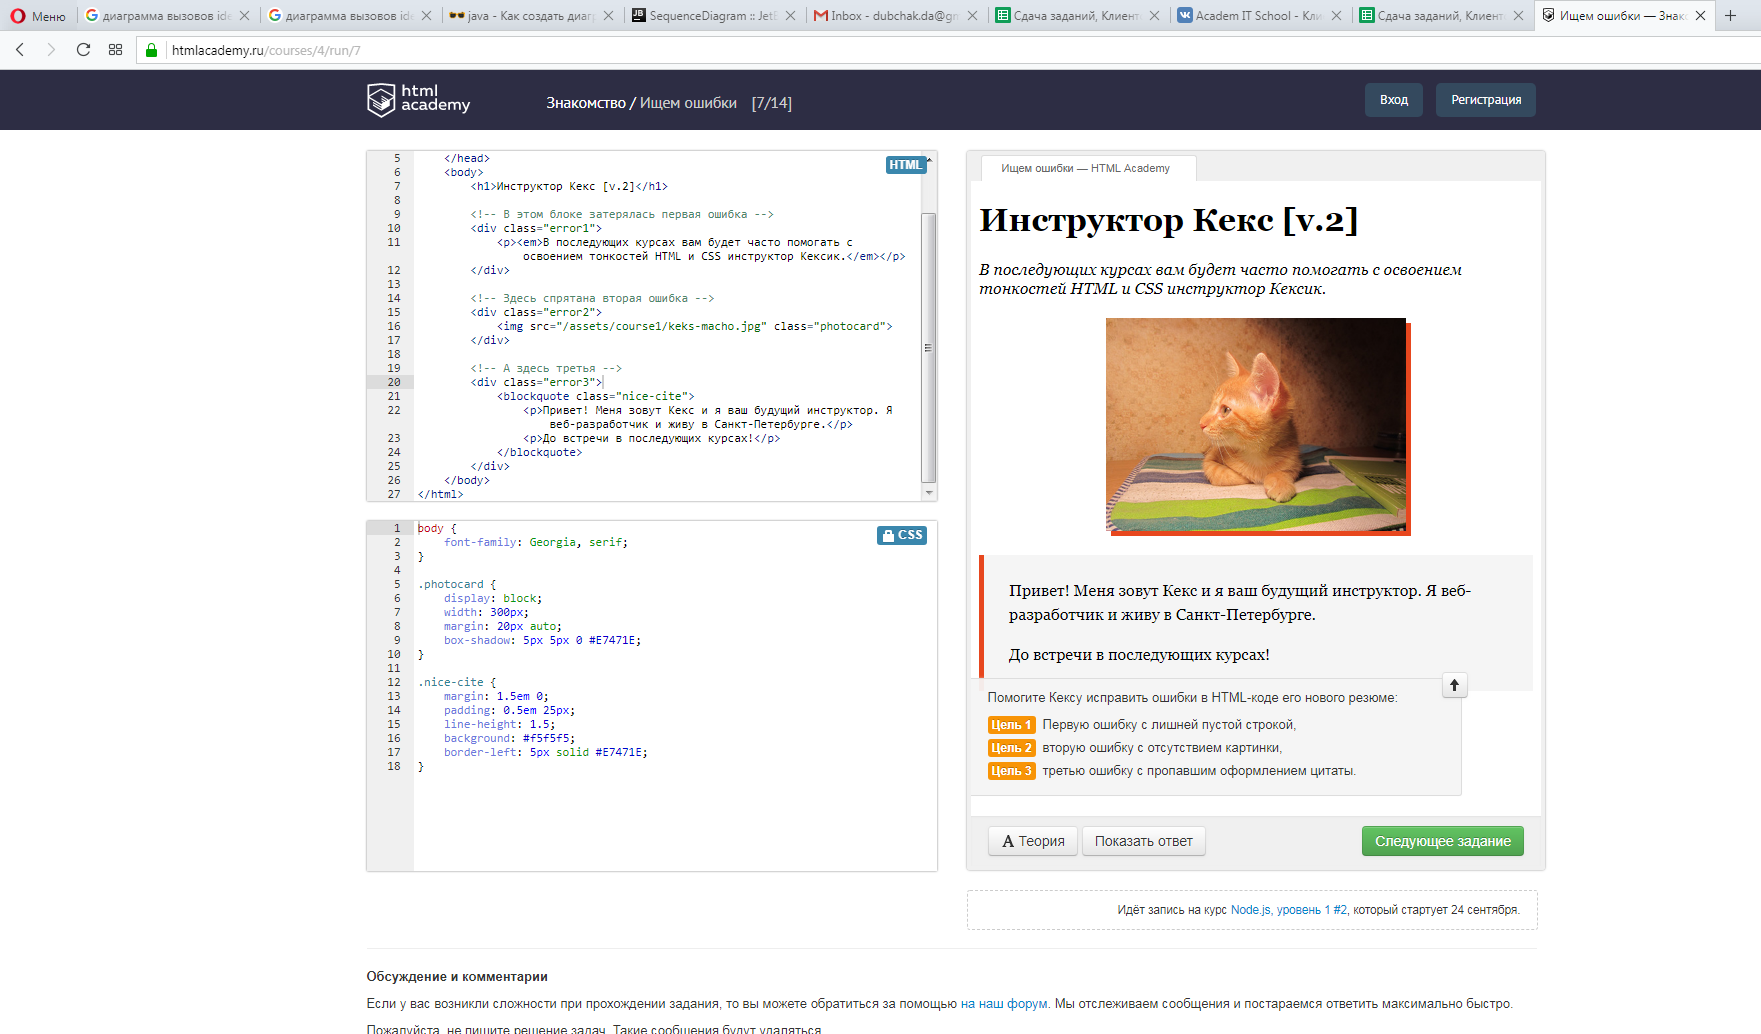 Меню
диаграмма вызовов ide
диаграмма вызовов ide
java - Как создать диаг
SequenceDiagram :: JetB
Inbox - dubchak.da@gm
Сдача заданий, Клиент
Academ IT School - Кли
Сдача заданий, Клиент
Ищем ошибки — Знак
htmlacademy.ru/courses/4/run/7
html academy
Знакомство / Ищем ошибки [7/14]
Вход
Регистрация
HTML
5 </head>
6 <body>
7 <h1>Инструктор Кекс [v.2]</h1>
8
9 <!-- В этом блоке затерялась первая ошибка -->
10 <div class="error1">
11 <p><em>В последующих курсах вам будет часто помогать с
освоением тонкостей HTML и CSS инструктор Кексик.</em></p>
12 </div>
13
14 <!-- Здесь спрятана вторая ошибка -->
15 <div class="error2">
16 <img src="/assets/course1/keks-macho.jpg" class="photocard">
17 </div>
18
19 <!-- А здесь третья -->
20 <div class="error3">
21 <blockquote class="nice-cite">
22 <p>Привет! Меня зовут Кекс и я ваш будущий инструктор. Я
веб-разработчик и живу в Санкт-Петербурге.</p>
23 <p>До встречи в последующих курсах!</p>
24 </blockquote>
25 </div>
26 </body>
27 </html>
CSS
1 body {
2 font-family: Georgia, serif;
3 }
4
5 .photocard {
6 display: block;
7 width: 300px;
8 margin: 20px auto;
9 box-shadow: 5px 5px 0 #E7471E;
10 }
11
12 .nice-cite {
13 margin: 1.5em 0;
14 padding: 0.5em 25px;
15 line-height: 1.5;
16 background: #f5f5f5;
17 border-left: 5px solid #E7471E;
18 }
Ищем ошибки — HTML Academy
Инструктор Кекс [v.2]
В последующих курсах вам будет часто помогать с освоением
тонкостей HTML и CSS инструктор Кексик.
Привет! Меня зовут Кекс и я ваш будущий инструктор. Я веб-
разработчик и живу в Санкт-Петербурге.
До встречи в последующих курсах!
Помогите Кексу исправить ошибки в HTML-коде его нового резюме:
Цель 1 Первую ошибку с лишней пустой строкой,
Цель 2 вторую ошибку с отсутствием картинки,
Цель 3 третью ошибку с пропавшим оформлением цитаты.
A Теория
Показать ответ
Следующее задание
Идёт запись на курс Node.js, уровень 1 #2, который стартует 24 сентября.
Обсуждение и комментарии
Если у вас возникли сложности при прохождении задания, то вы можете обратиться за помощью на наш форум. Мы отслеживаем сообщения и постараемся ответить максимально быстро.
Пожалуйста, не пишите решение задач. Такие сообщения будут удаляться.